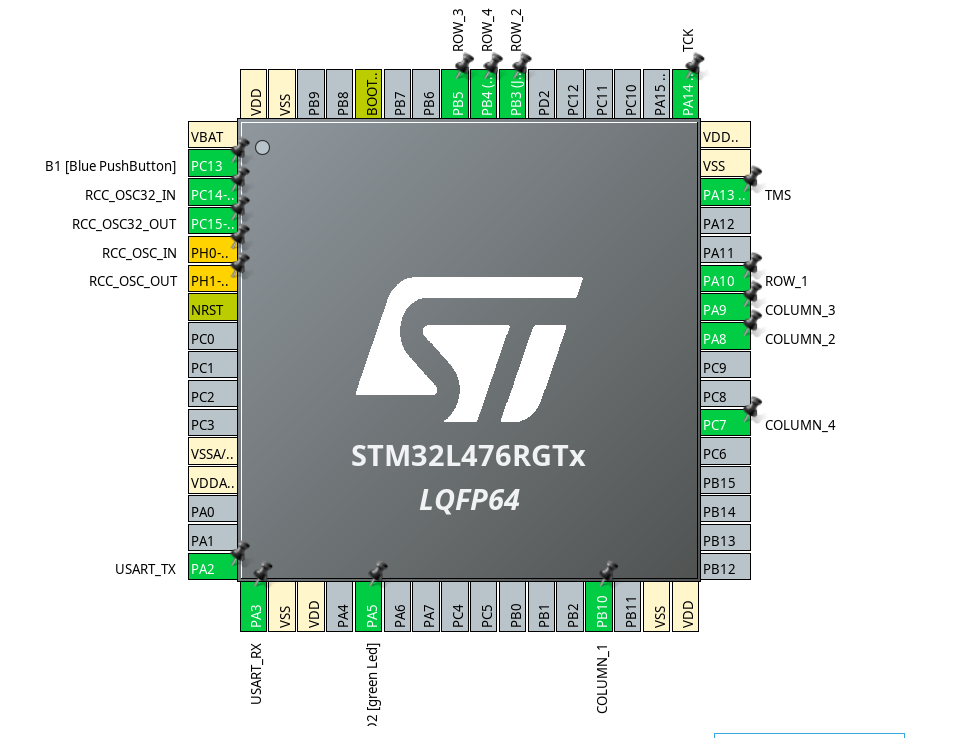 ROW_3
ROW_4
ROW_2
TCK
VDD
VSS
PB9
PB8
BOOT..
PB7
PB6
PB5
PB4 (..
PB3 (J..
PD2
PC12
PC11
PC10
PA15 ..
PA14..
VBAT
B1 [Blue PushButton] PC13
RCC_OSC32_IN PC14-..
RCC_OSC32_OUT PC15-..
RCC_OSC_IN PH0-..
RCC_OSC_OUT PH1-..
NRST
PC0
PC1
PC2
PC3
VSSA/..
VDDA..
PA0
PA1
USART_TX PA2
VDD..
VSS
PA13 .. TMS
PA12
PA11
PA10 ROW_1
PA9 COLUMN_3
PA8 COLUMN_2
PC9
PC8
PC7 COLUMN_4
PC6
PB15
PB14
PB13
PB12
ST
STM32L476RGTx
LQFP64
PA3
VSS
VDD
PA4
PA5
PA6
PA7
PC4
PC5
PB0
PB1
PB2
PB10
PB11
VSS
VDD
USART_RX
D2 [green Led]
COLUMN_1